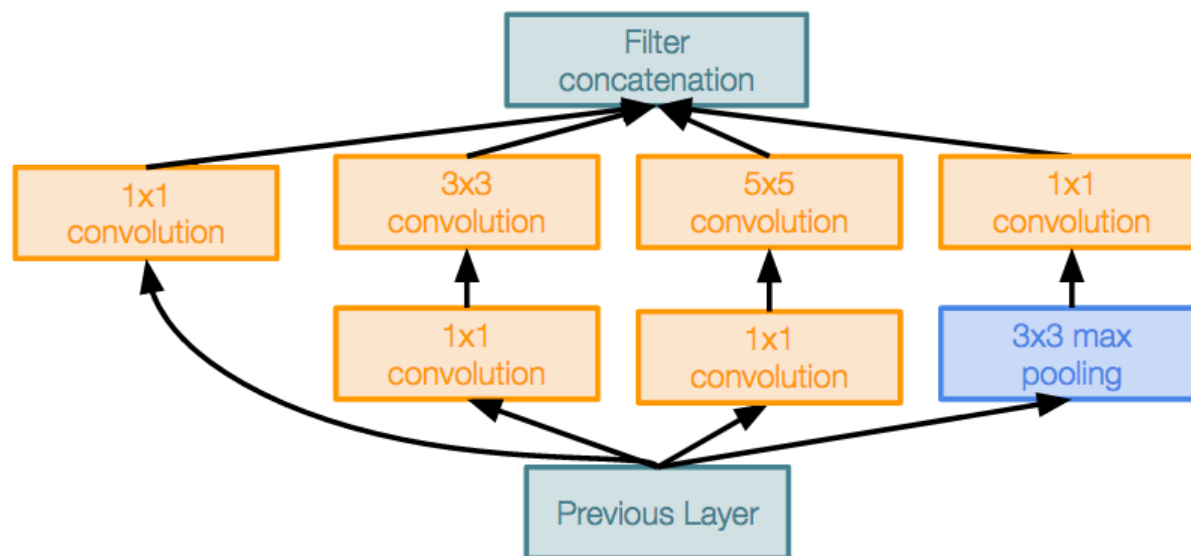 Filter
concatenation
1x1
convolution
3x3
convolution
5x5
convolution
1x1
convolution
1x1
convolution
1x1
convolution
3x3 max
pooling
Previous Layer